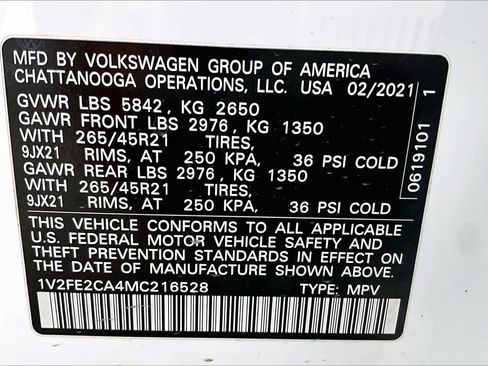 MFD BY VOLKSWAGEN GROUP OF AMERICA
CHATTANOOGA OPERATIONS, LLC. USA 02/2021
GVWR LBS 5842 , KG 2650
GAWR FRONT LBS 2976 , KG 1350
WITH 265/45R21 TIRES,
9JX21 RIMS, AT 250 KPA, 36 PSI COLD
GAWR REAR LBS 2976 , KG 1350
WITH 265/45R21 TIRES,
9JX21 RIMS, AT 250 KPA, 36 PSI COLD
THIS VEHICLE CONFORMS TO ALL APPLICABLE
U.S. FEDERAL MOTOR VEHICLE SAFETY AND
THEFT PREVENTION STANDARDS IN EFFECT ON
THE DATE OF MANUFACTURE SHOWN ABOVE.
1V2FE2CA4MC216528 TYPE: MPV
0619101 1